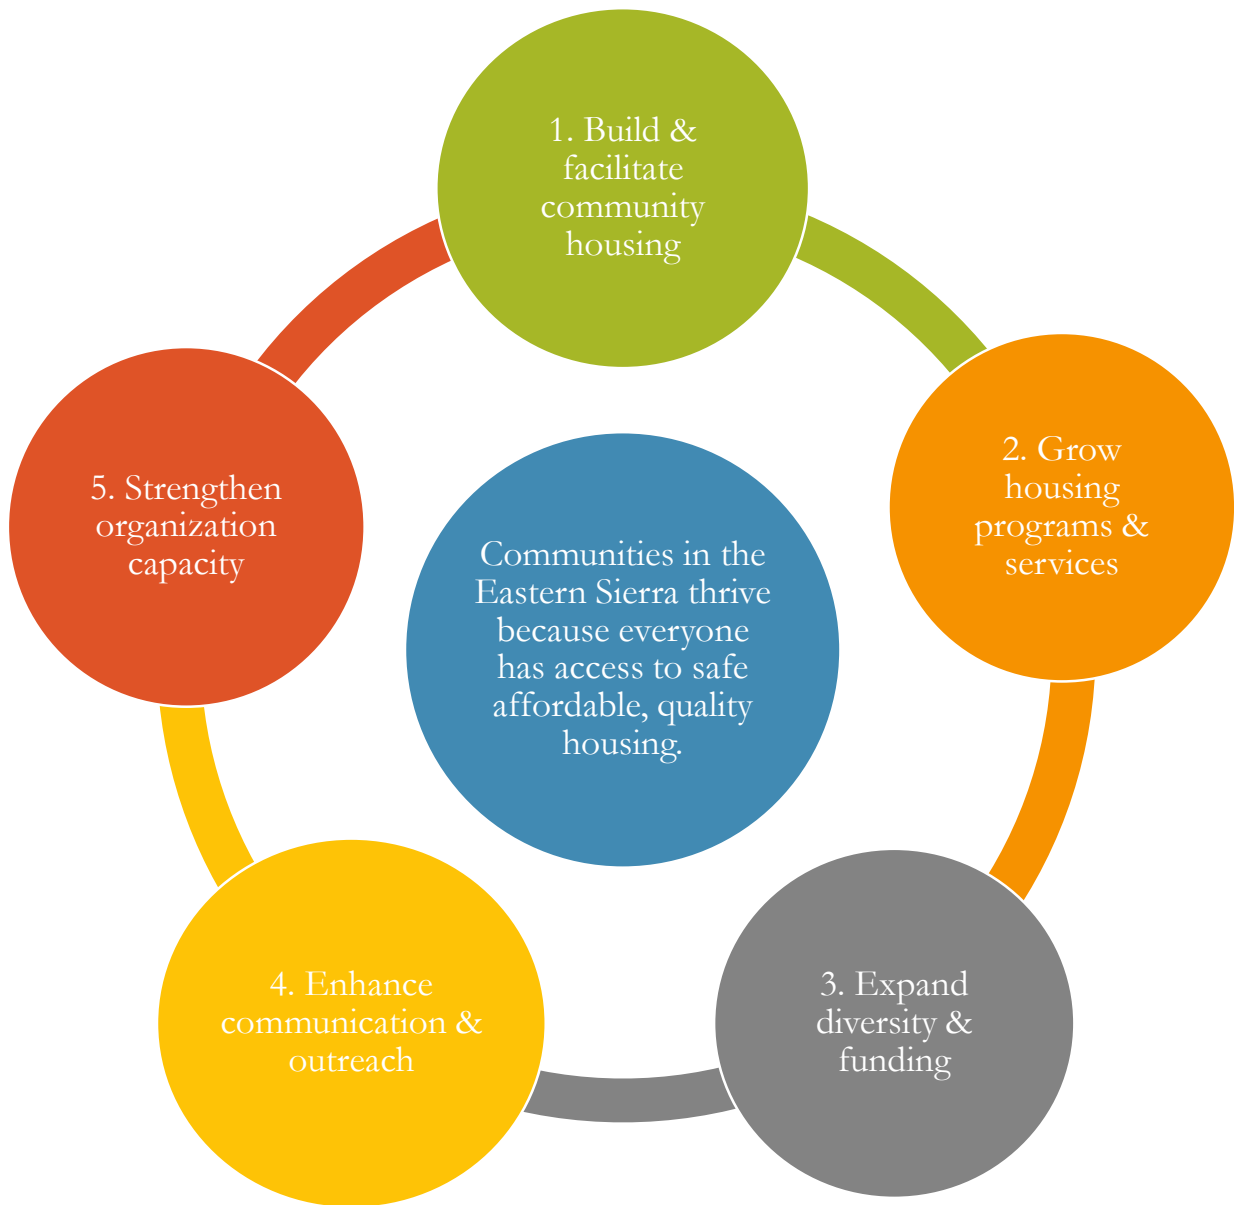 1. Build &
facilitate
community
housing
2. Grow
housing
programs &
services
3. Expand
diversity &
funding
4. Enhance
communication &
outreach
5. Strengthen
organization
capacity
Communities in the
Eastern Sierra thrive
because everyone
has access to safe
affordable, quality
housing.